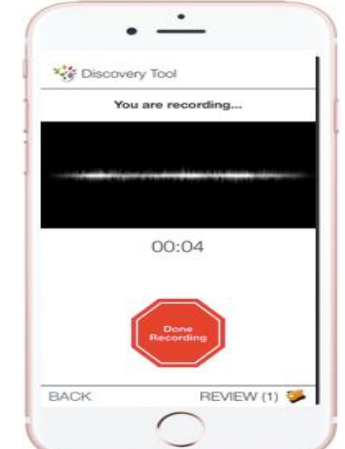 Discovery Tool
You are recording...
00:04
Done
Recording
BACK
REVIEW (1)